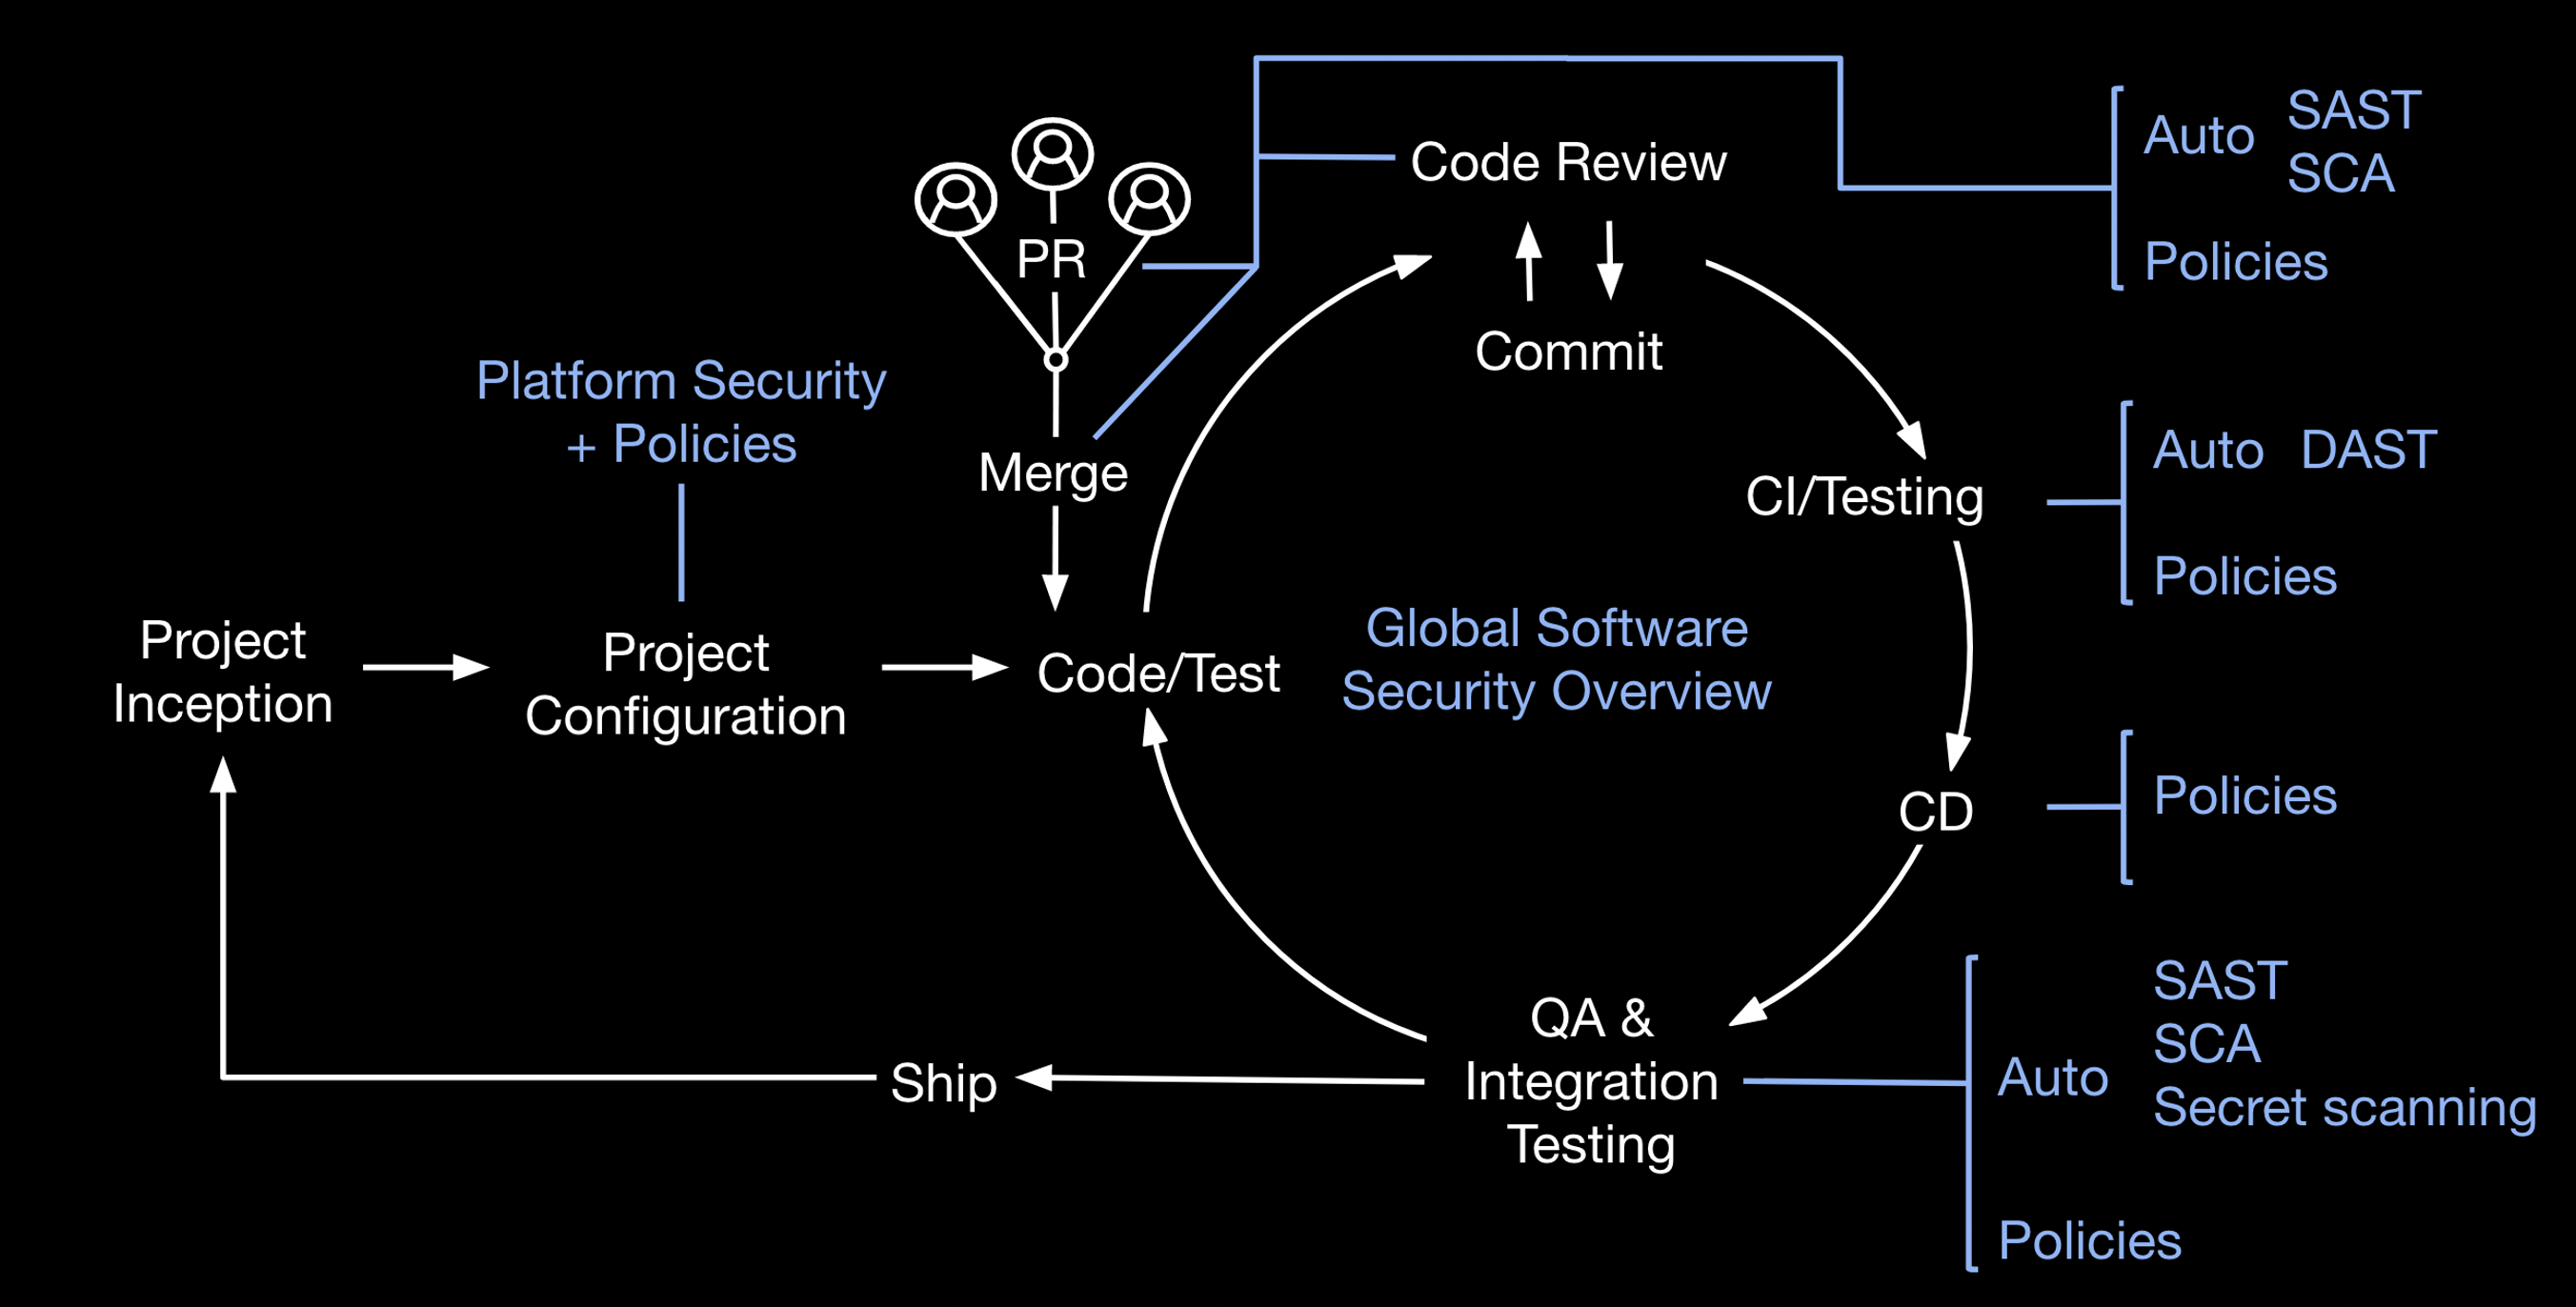 Auto
SAST
SCA
Policies
Code Review
PR
Commit
Platform Security
+ Policies
Merge
CI/Testing
Auto DAST
Policies
Project
Inception
Project
Configuration
Code/Test
Global Software
Security Overview
CD
Policies
QA &
Integration
Testing
Ship
Auto
SAST
SCA
Secret scanning
Policies